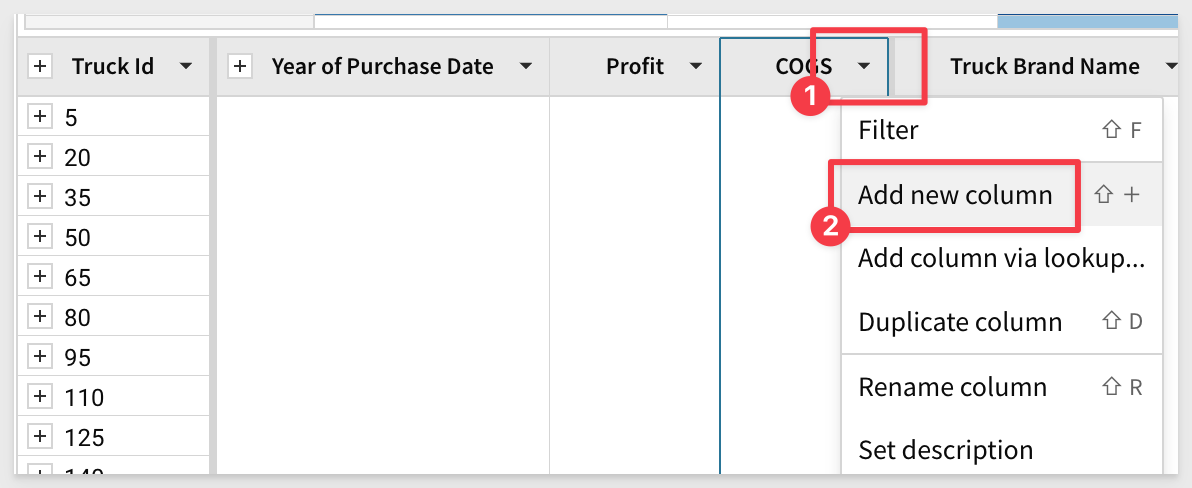 Truck Id
Year of Purchase Date
Profit
COGS
Truck Brand Name
1
5
20
35
50
65
80
95
110
125
140
Filter ⇧ F
2
Add new column ⇧ +
Add column via lookup...
Duplicate column ⇧ D
Rename column ⇧ R
Set description